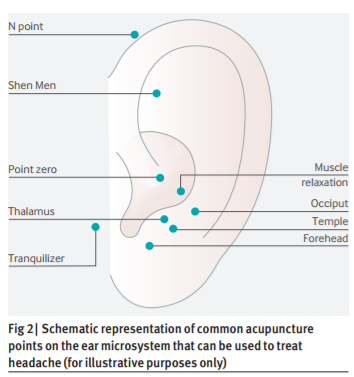 N point
Shen Men
Point zero
Muscle
relaxation
Occiput
Thalamus
Temple
Forehead
Tranquilizer
Fig 2| Schematic representation of common acupuncture
points on the ear microsystem that can be used to treat
headache (for illustrative purposes only)